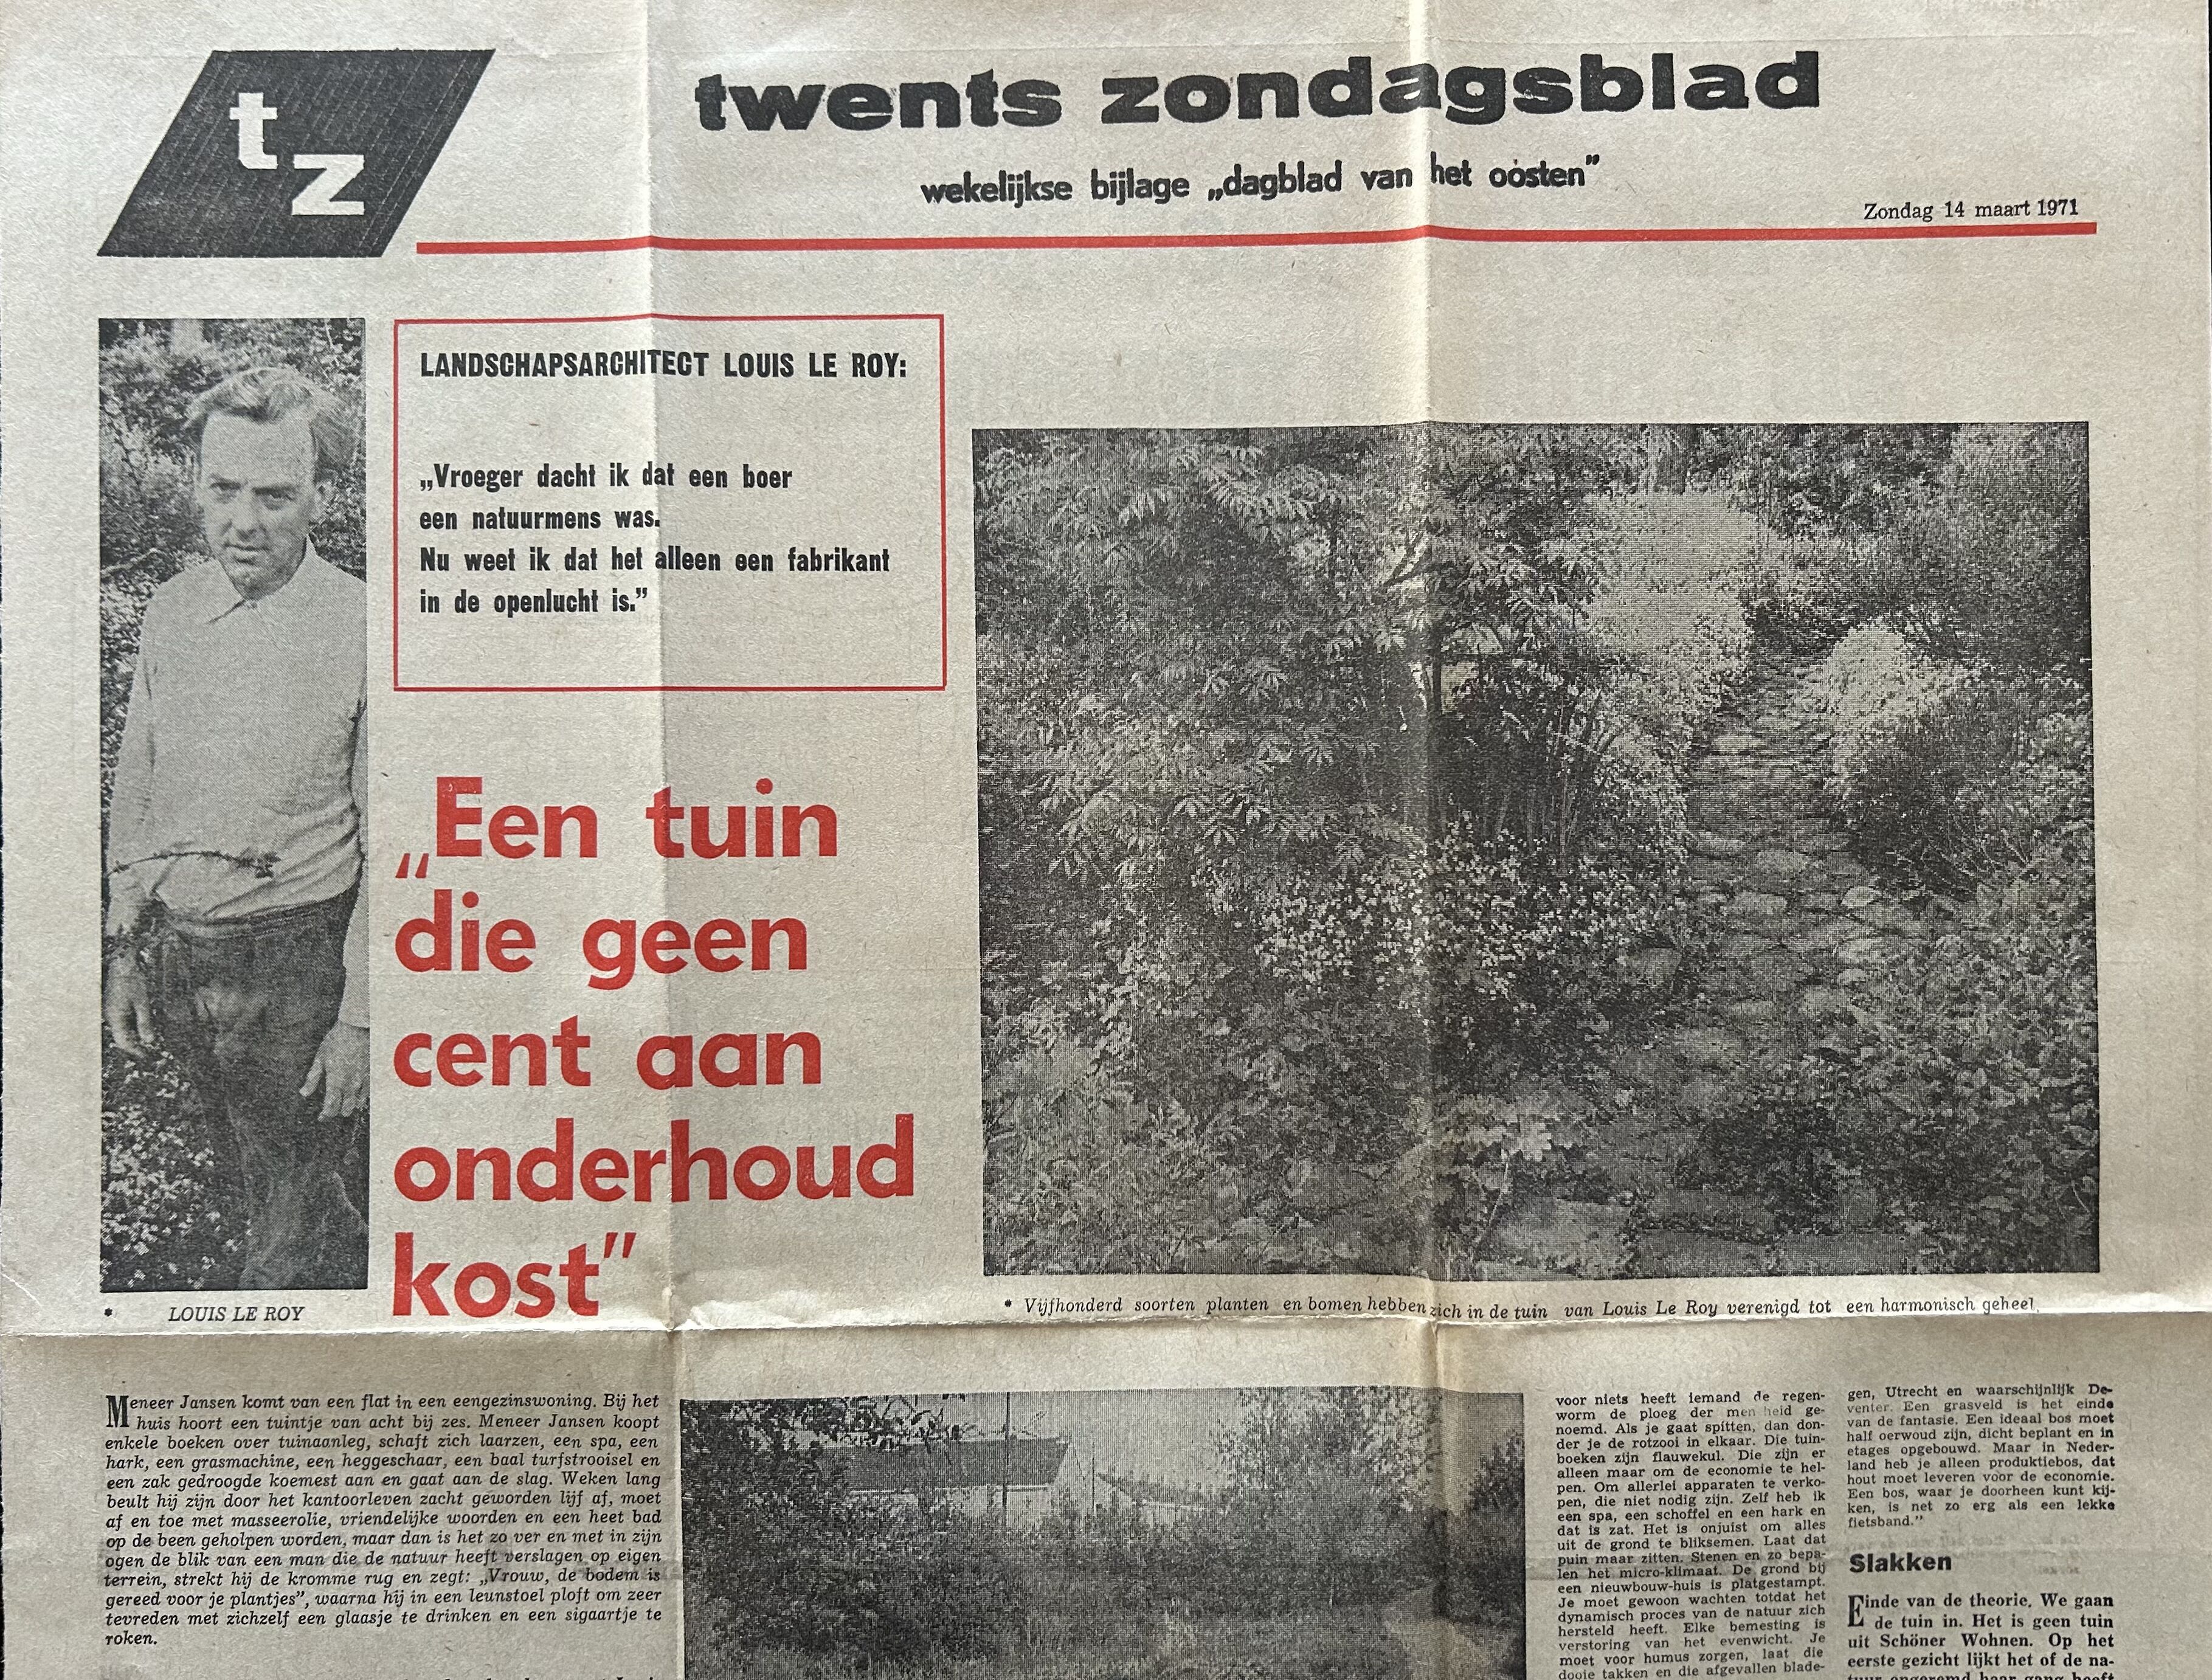 tz
twents zondagsblad
wekelijkse bijlage „dagblad van het oosten”
Zondag 14 maart 1971
LANDSCHAPSARCHITECT LOUIS LE ROY:
„Vroeger dacht ik dat een boer
een natuurmens was.
Nu weet ik dat het alleen een fabrikant
in de openlucht is.”
„Een tuin
die geen
cent aan
onderhoud
kost”
* LOUIS LE ROY
* Vijfhonderd soorten planten en bomen hebben zich in de tuin van Louis Le Roy verenigd tot een harmonisch geheel.
Meneer Jansen komt van een flat in een eengezinswoning. Bij het
huis hoort een tuintje van acht bij zes. Meneer Jansen koopt
enkele boeken over tuinaanleg, schaft zich laarzen, een spa, een
hark, een grasmachine, een heggeschaar, een baal turfstrooisel en
een zak gedroogde koemest aan en gaat aan de slag. Weken lang
beult hij zijn door het kantoorleven zacht geworden lijf af, moet
af en toe met masseerolie, vriendelijke woorden en een heet bad
op de been geholpen worden, maar dan is het zo ver en met in zijn
ogen de blik van een man die de natuur heeft verslagen op eigen
terrein, strekt hij de kromme rug en zegt: „Vrouw, de bodem is
gereed voor je plantjes”, waarna hij in een leunstoel ploft om zeer
tevreden met zichzelf een glaasje te drinken en een sigaartje te
roken.
voor niets heeft iemand de regen-
worm de ploeg der men heid ge-
noemd. Als je gaat spitten, dan don-
der je de rotzooi in elkaar. Die tuin-
boeken zijn flauwekul. Die zijn er
alleen maar om de economie te hel-
pen. Om allerlei apparaten te verko-
pen, die niet nodig zijn. Zelf heb ik
een spa, een schoffel en een hark en
dat is zat. Het is onjuist om alles
uit de grond te bliksemen. Laat dat
puin maar zitten. Stenen en zo bepa-
len het micro-klimaat. De grond bij
een nieuwbouw-huis is platgestampt.
Je moet gewoon wachten totdat het
dynamisch proces van de natuur zich
hersteld heeft. Elke bemesting is
verstoring van het evenwicht. Je
moet voor humus zorgen, laat die
dooie takken en die afgevallen blade-
gen, Utrecht en waarschijnlijk De-
venter. Een grasveld is het einde
van de fantasie. Een ideaal bos moet
half oerwoud zijn, dicht beplant en in
etages opgebouwd. Maar in Neder-
land heb je alleen produktiebos, dat
hout moet leveren voor de economie.
Een bos, waar je doorheen kunt kij-
ken, is net zo erg als een lekke
fietsband.”
Slakken
Einde van de theorie. We gaan
de tuin in. Het is geen tuin
uit Schöner Wohnen. Op het
eerste gezicht lijkt het of de na-